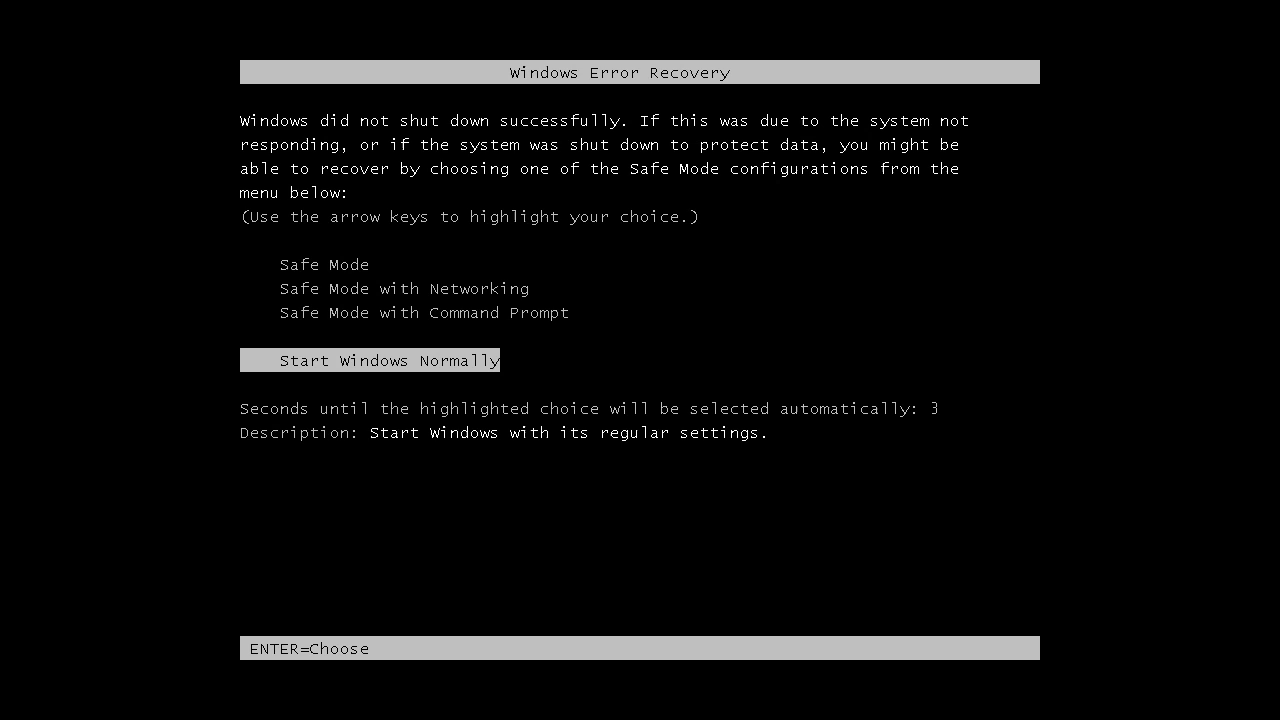 Windows Error Recovery
Windows did not shut down successfully. If this was due to the system not
responding, or if the system was shut down to protect data, you might be
able to recover by choosing one of the Safe Mode configurations from the
menu below:
(Use the arrow keys to highlight your choice.)
Safe Mode
Safe Mode with Networking
Safe Mode with Command Prompt
Start Windows Normally
Seconds until the highlighted choice will be selected automatically: 3
Description: Start Windows with its regular settings.
ENTER=Choose